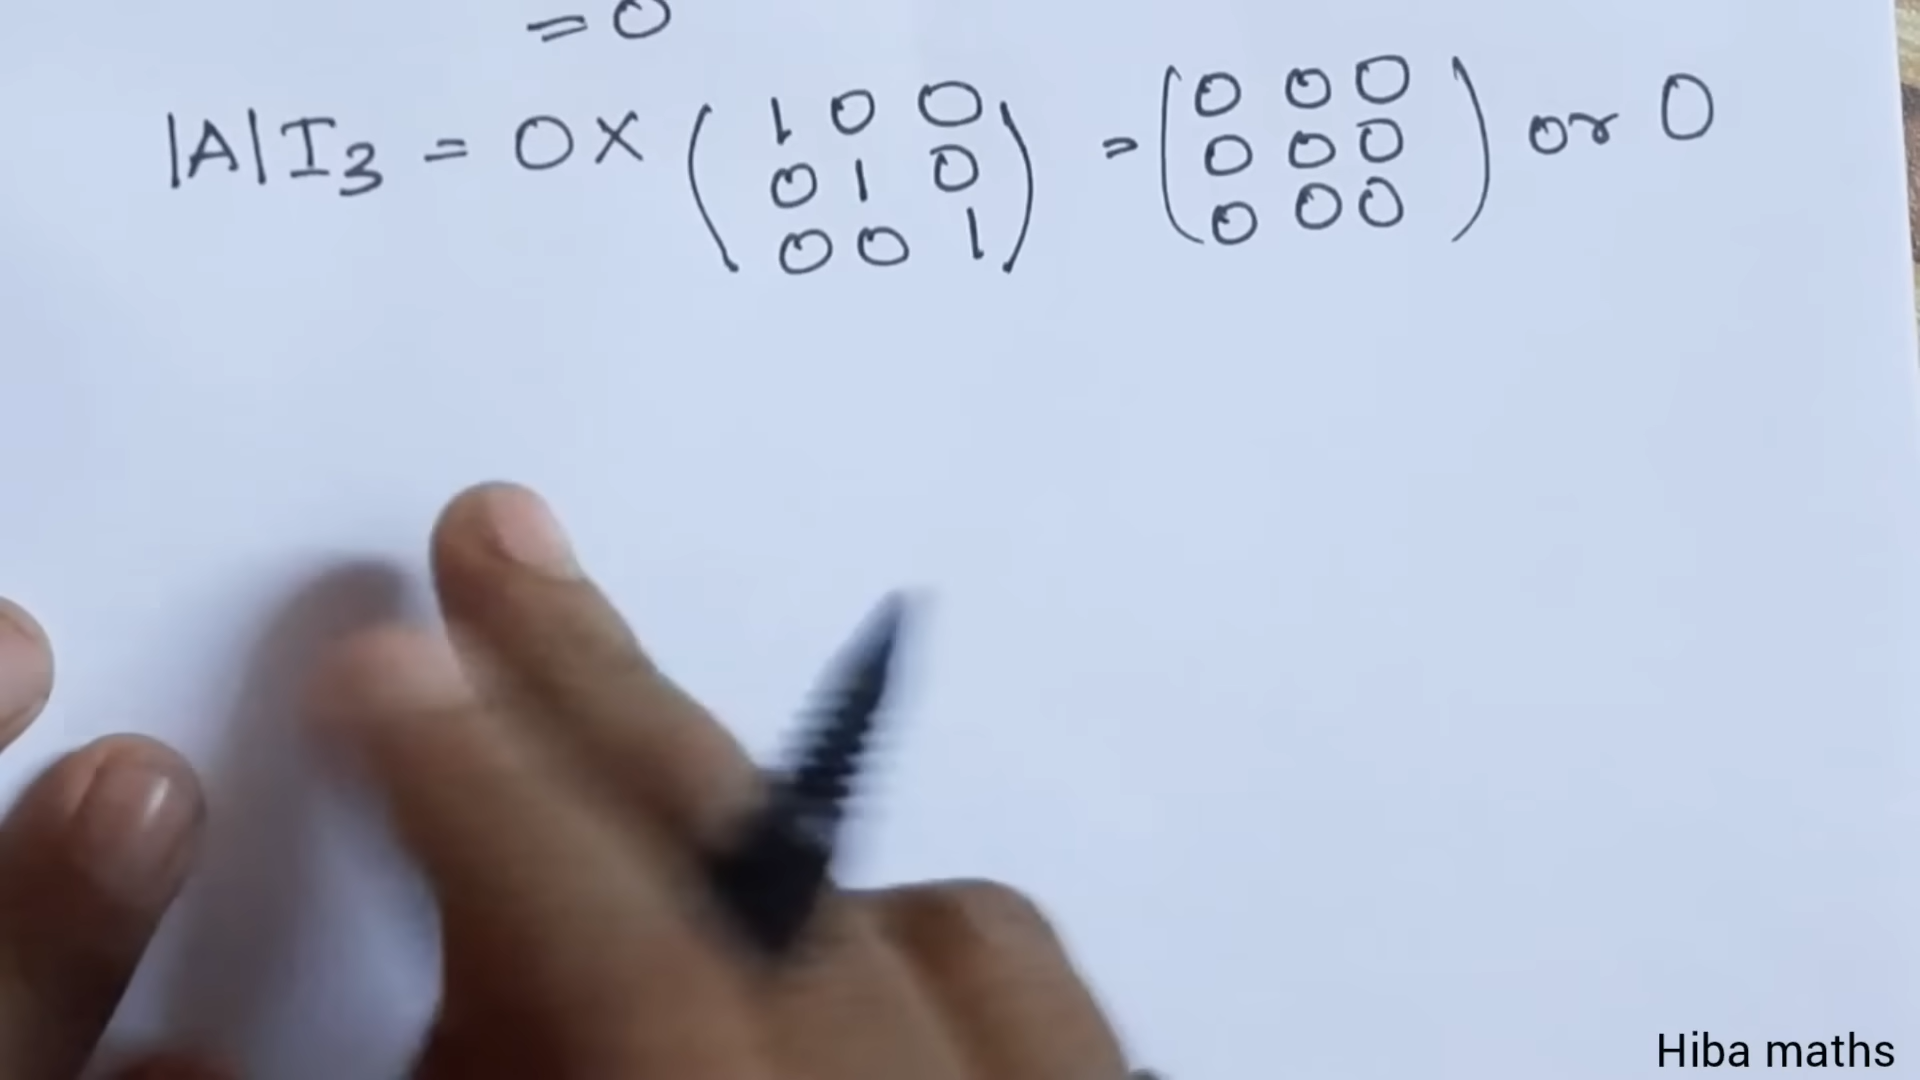 = 0
|A| I₃ = 0 × ( 1 0 0 ) = ( 0 0 0 ) or 0
0 1 0 0 0 0
0 0 1 0 0 0
Hiba maths